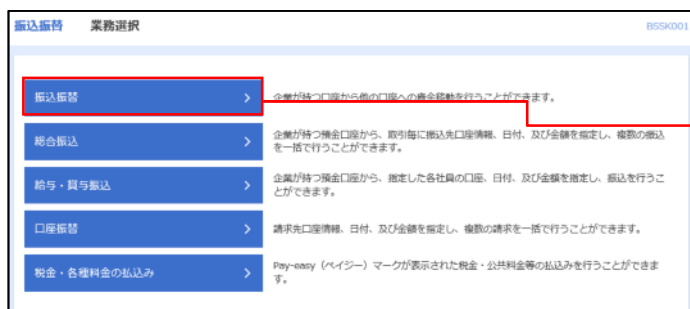 振込振替 業務選択 BSSK001
振込振替 企業が持つ口座から他の口座への資金移動を行うことができます。
総合振込 企業が持つ預金口座から、取引毎に振込先口座情報、日付、及び金額を指定し、複数の振込
を一括で行うことができます。
給与・賞与振込 企業が持つ預金口座から、指定した各社員の口座、日付、及び金額を指定し、振込を行うこ
とができます。
口座振替 請求先口座情報、日付、及び金額を指定し、複数の請求を一括で行うことができます。
税金・各種料金の払込み Pay-easy(ペイジー)マークが表示された税金・公共料金等の払込みを行うことができま
す。